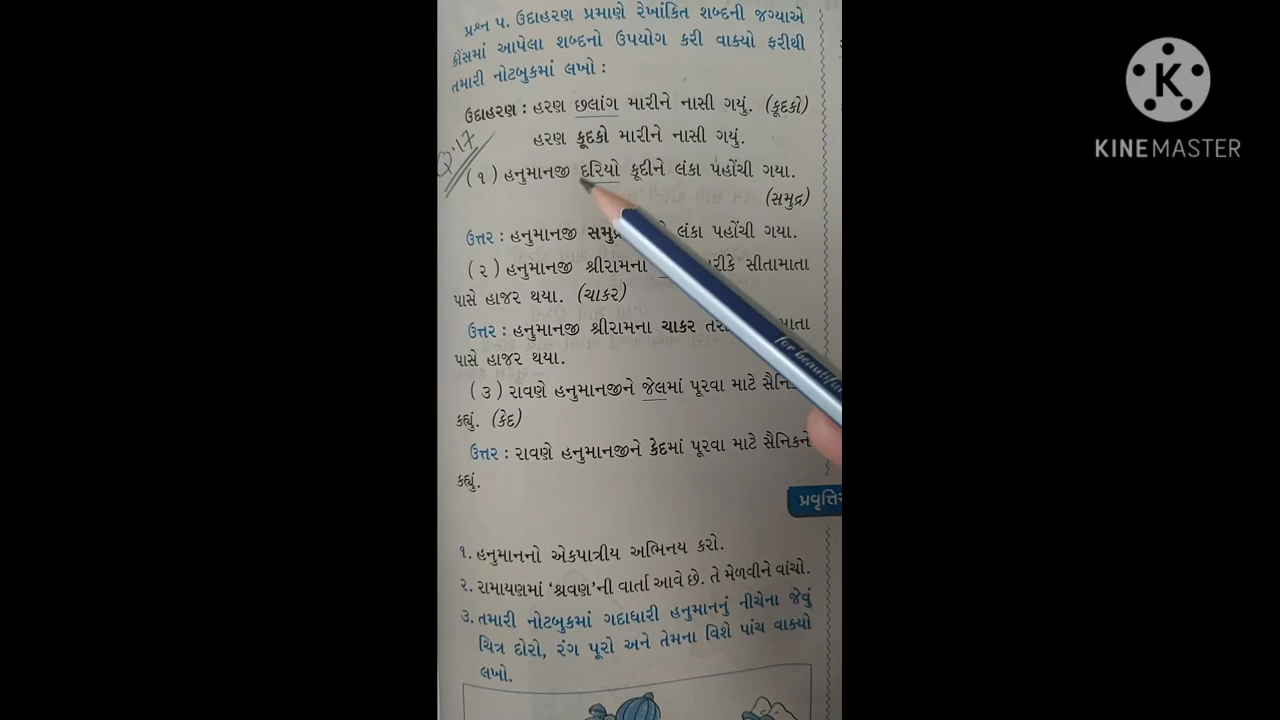 પ્રશ્ન ૫. ઉદાહરણ પ્રમાણે રેખાંકિત શબ્દની જગ્યાએ
કૌંસમાં આપેલા શબ્દનો ઉપયોગ કરી વાક્યો ફરીથી
તમારી નોટબુકમાં લખો :
ઉદાહરણ : હરણ છલાંગ મારીને નાસી ગયું. (કૂદકો)
હરણ કૂદકો મારીને નાસી ગયું.
Q.17
(૧) હનુમાનજી દરિયો કૂદીને લંકા પહોંચી ગયા.
(સમુદ્ર)
ઉત્તર : હનુમાનજી સમુદ્ર લંકા પહોંચી ગયા.
(૨) હનુમાનજી શ્રીરામના સીતામાતા
પાસે હાજર થયા. (ચાકર)
ઉત્તર : હનુમાનજી શ્રીરામના ચાકર
પાસે હાજર થયા.
(૩) રાવણે હનુમાનજીને જેલમાં પૂરવા માટે
કહ્યું. (કેદ)
ઉત્તર : રાવણે હનુમાનજીને કેદમાં પૂરવા માટે સૈનિકને
કહ્યું.
૧. હનુમાનનો એકપાત્રીય અભિનય કરો.
૨. રામાયણમાં ‘શ્રવણ’ની વાર્તા આવે છે. તે મેળવીને વાંચો.
૩. તમારી નોટબુકમાં ગદાધારી હનુમાનનું નીચેના જેવું
ચિત્ર દોરો, રંગ પૂરો અને તેમના વિશે પાંચ વાક્યો
લખો.
for beautiful
K
KINEMASTER